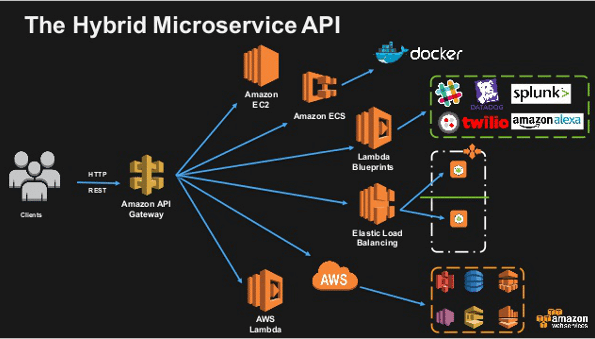 The Hybrid Microservice API
docker
Amazon
EC2
Amazon ECS
DATADOG
splunk>
twilio
amazon alexa
Lambda
Blueprints
HTTP
REST
Clients
Amazon API
Gateway
Elastic Load
Balancing
AWS
AWS
Lambda
amazon
webservices